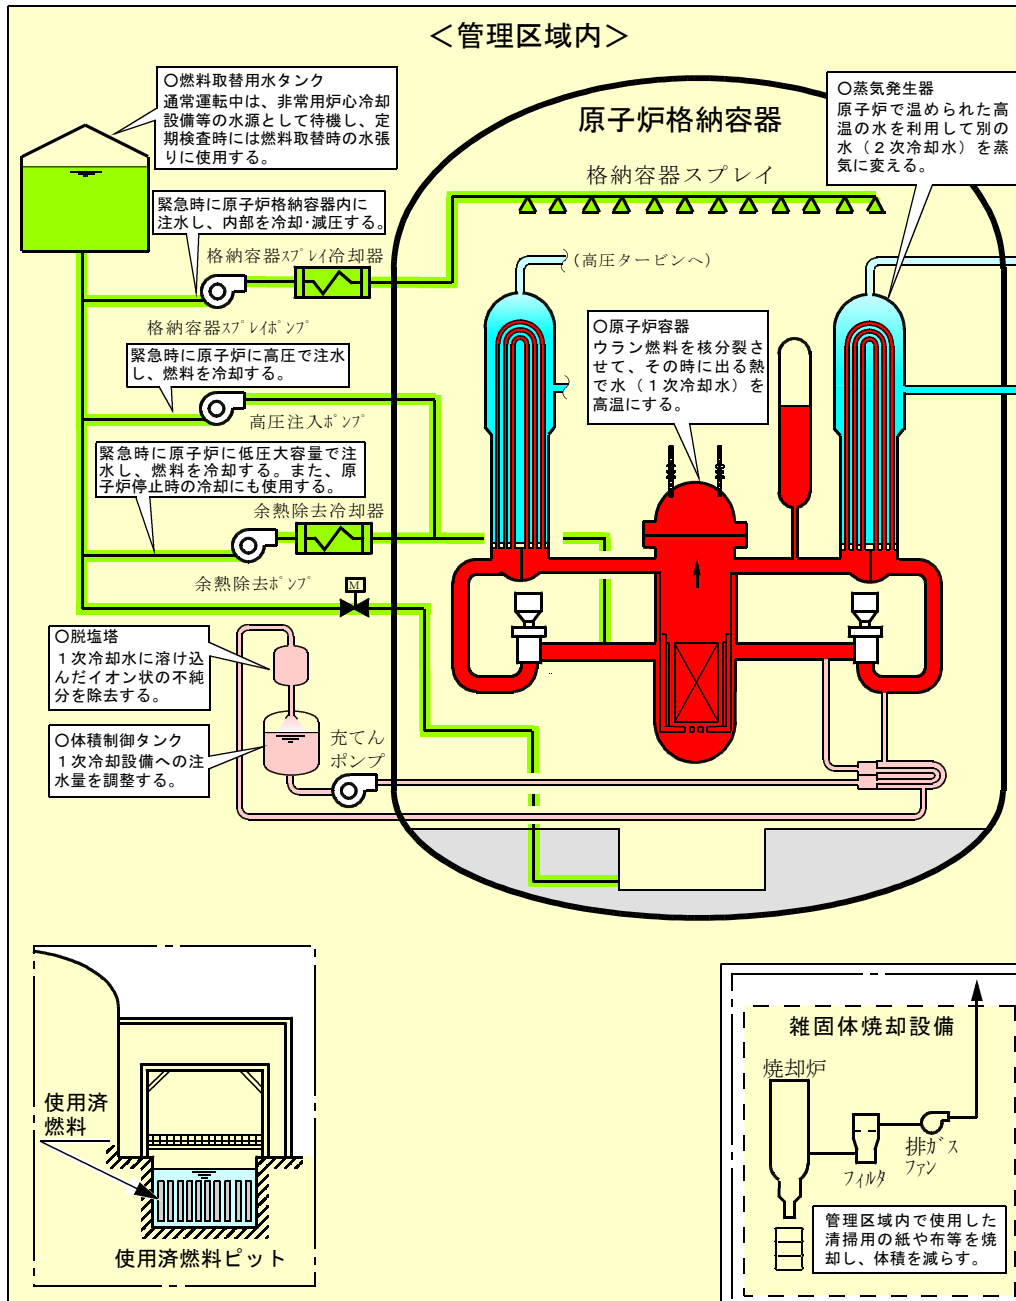 ＜管理区域内＞
○燃料取替用水タンク
通常運転中は、非常用炉心冷却
設備等の水源として待機し、定
期検査時には燃料取替時の水張
りに使用する。
原子炉格納容器
○蒸気発生器
原子炉で温められた高
温の水を利用して別の
水（２次冷却水）を蒸
気に変える。
格納容器スプレイ
緊急時に原子炉格納容器内に
注水し、内部を冷却･減圧する。
格納容器ｽﾌﾟﾚｲ冷却器
（高圧タービンへ）
格納容器ｽﾌﾟﾚｲﾎﾟﾝﾌﾟ
○原子炉容器
ウラン燃料を核分裂さ
せて、その時に出る熱
で水（１次冷却水）を
高温にする。
緊急時に原子炉に高圧で注水
し、燃料を冷却する。
高圧注入ﾎﾟﾝﾌﾟ
緊急時に原子炉に低圧大容量で注
水し、燃料を冷却する。また、原
子炉停止時の冷却にも使用する。
余熱除去冷却器
余熱除去ﾎﾟﾝﾌﾟ
M
○脱塩塔
１次冷却水に溶け込
んだイオン状の不純
分を除去する。
○体積制御タンク
１次冷却設備への注
水量を調整する。
充てん
ポンプ
使用済
燃料
使用済燃料ピット
雑固体焼却設備
焼却炉
排ｶﾞｽ
ﾌｧﾝ
ﾌｨﾙﾀ
管理区域内で使用した
清掃用の紙や布等を焼
却し、体積を減らす。